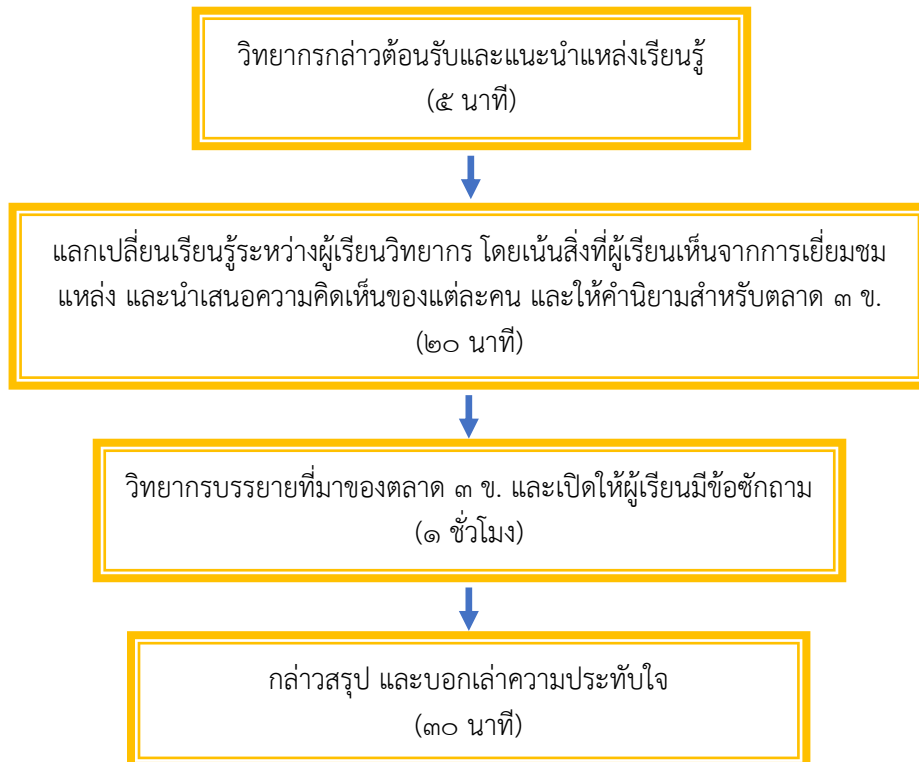 วิทยากรกล่าวต้อนรับและแนะนำแหล่งเรียนรู้
(๕ นาที)
แลกเปลี่ยนเรียนรู้ระหว่างผู้เรียนวิทยากร โดยเน้นสิ่งที่ผู้เรียนเห็นจากการเยี่ยมชม
แหล่ง และนำเสนอความคิดเห็นของแต่ละคน และให้คำนิยามสำหรับตลาด ๓ ข.
(๒๐ นาที)
วิทยากรบรรยายที่มาของตลาด ๓ ข. และเปิดให้ผู้เรียนมีข้อซักถาม
(๑ ชั่วโมง)
กล่าวสรุป และบอกเล่าความประทับใจ
(๓๐ นาที)